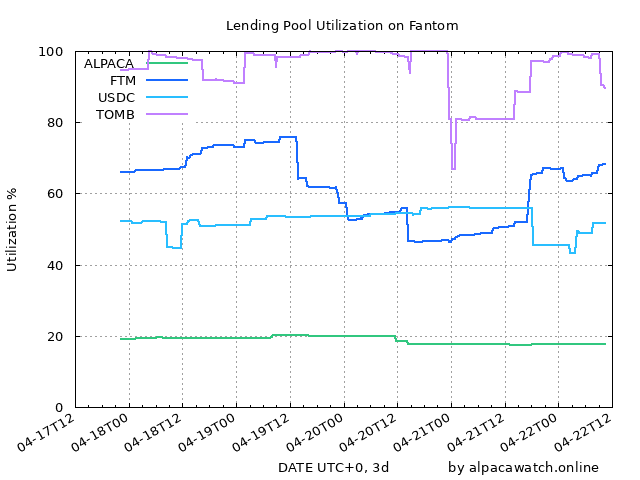 Lending Pool Utilization on Fantom
Utilization %
100
80
60
40
20
0
ALPACA
FTM
USDC
TOMB
04-17T12
04-18T00
04-18T12
04-19T00
04-19T12
04-20T00
04-20T12
04-21T00
04-21T12
04-22T00
04-22T12
DATE UTC+0, 3d
by alpacawatch.online